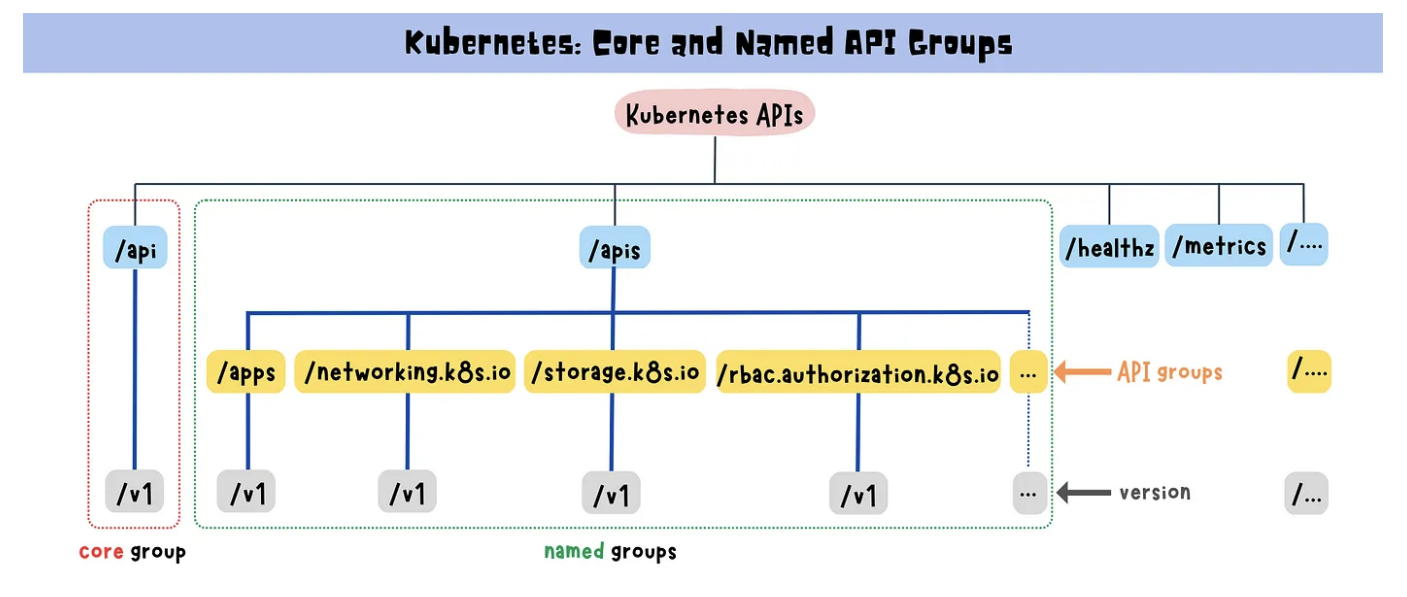 Kubernetes: Core and Named API Groups
Kubernetes APIs
/api
/apis
/healthz
/metrics
/....
/apps
/networking.k8s.io
/storage.k8s.io
/rbac.authorization.k8s.io
...
API groups
/....
/v1
/v1
/v1
/v1
/v1
...
version
/...
core group
named groups